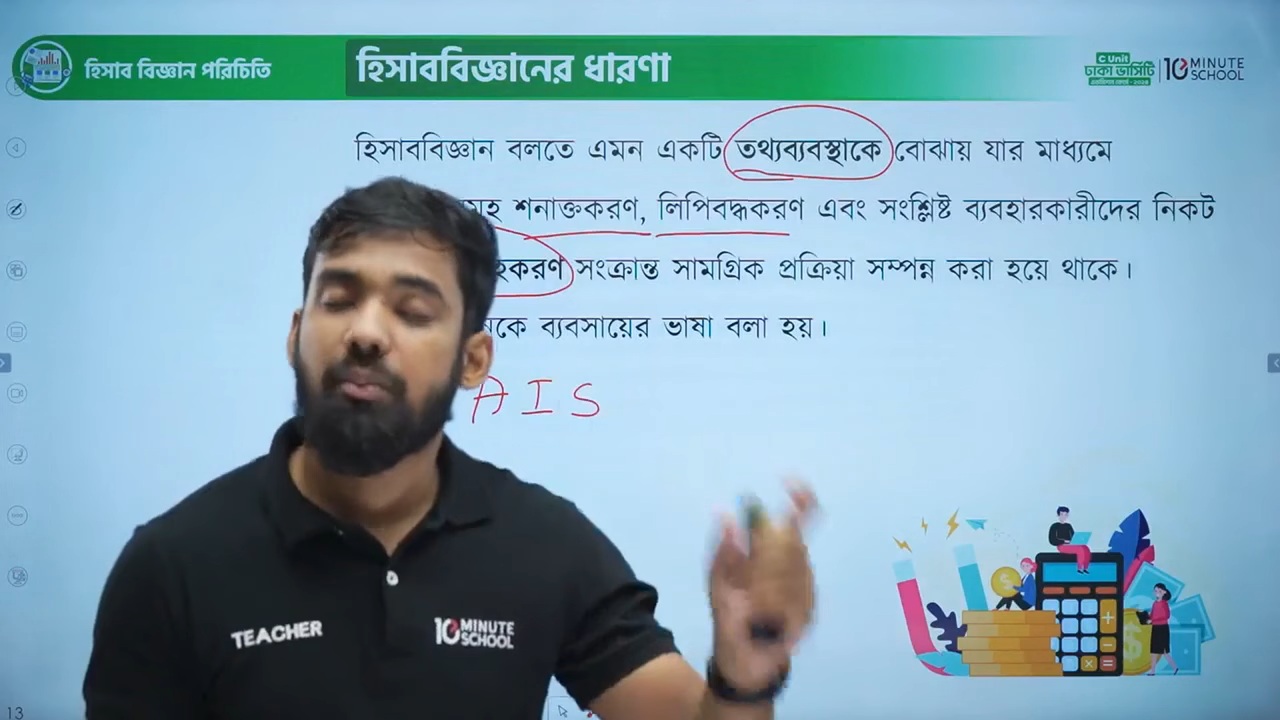 হিসাব বিজ্ঞান পরিচিতি
হিসাববিজ্ঞানের ধারণা
C Unit
ঢাকা ভার্সিটি
10 MINUTE SCHOOL
হিসাববিজ্ঞান বলতে এমন একটি তথ্যব্যবস্থাকে বোঝায় যার মাধ্যমে
শনাক্তকরণ, লিপিবদ্ধকরণ এবং সংশ্লিষ্ট ব্যবহারকারীদের নিকট
সংক্রান্ত সামগ্রিক প্রক্রিয়া সম্পন্ন করা হয়ে থাকে।
ব্যবসায়ের ভাষা বলা হয়।
AIS
TEACHER
10 MINUTE SCHOOL
13